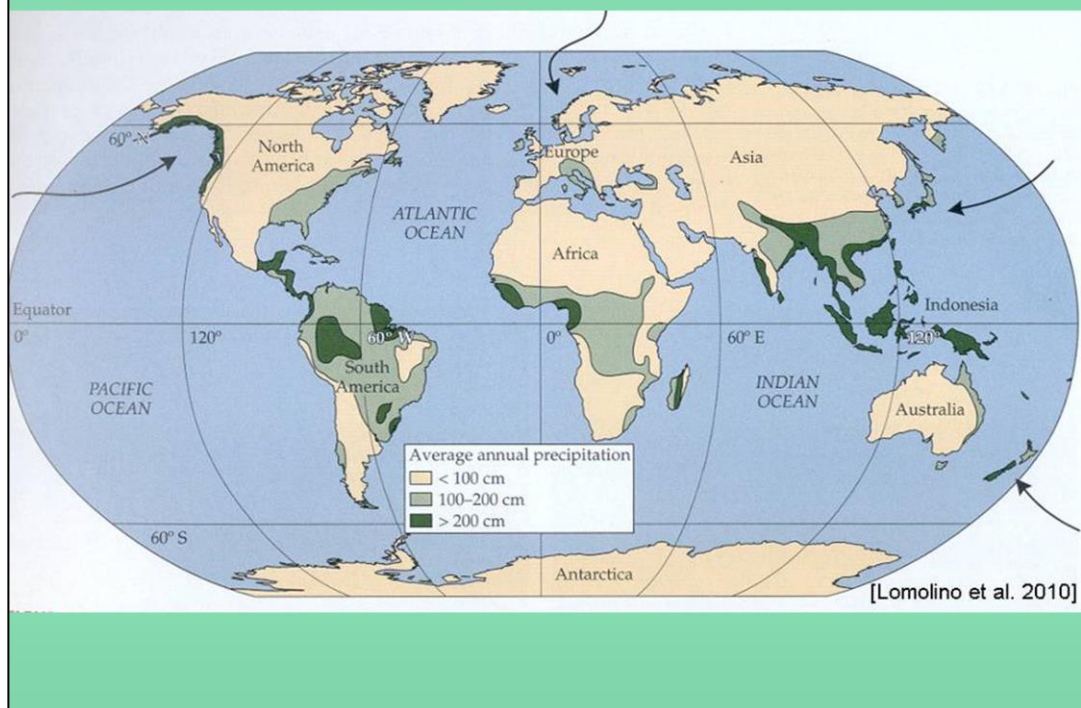 60° N
North
America
Europe
Asia
ATLANTIC
OCEAN
Africa
Equator
0°
120°
60° W
0°
60° E
120°
Indonesia
South
America
PACIFIC
OCEAN
INDIAN
OCEAN
Australia
Average annual precipitation
< 100 cm
100–200 cm
> 200 cm
60° S
Antarctica
[Lomolino et al. 2010]